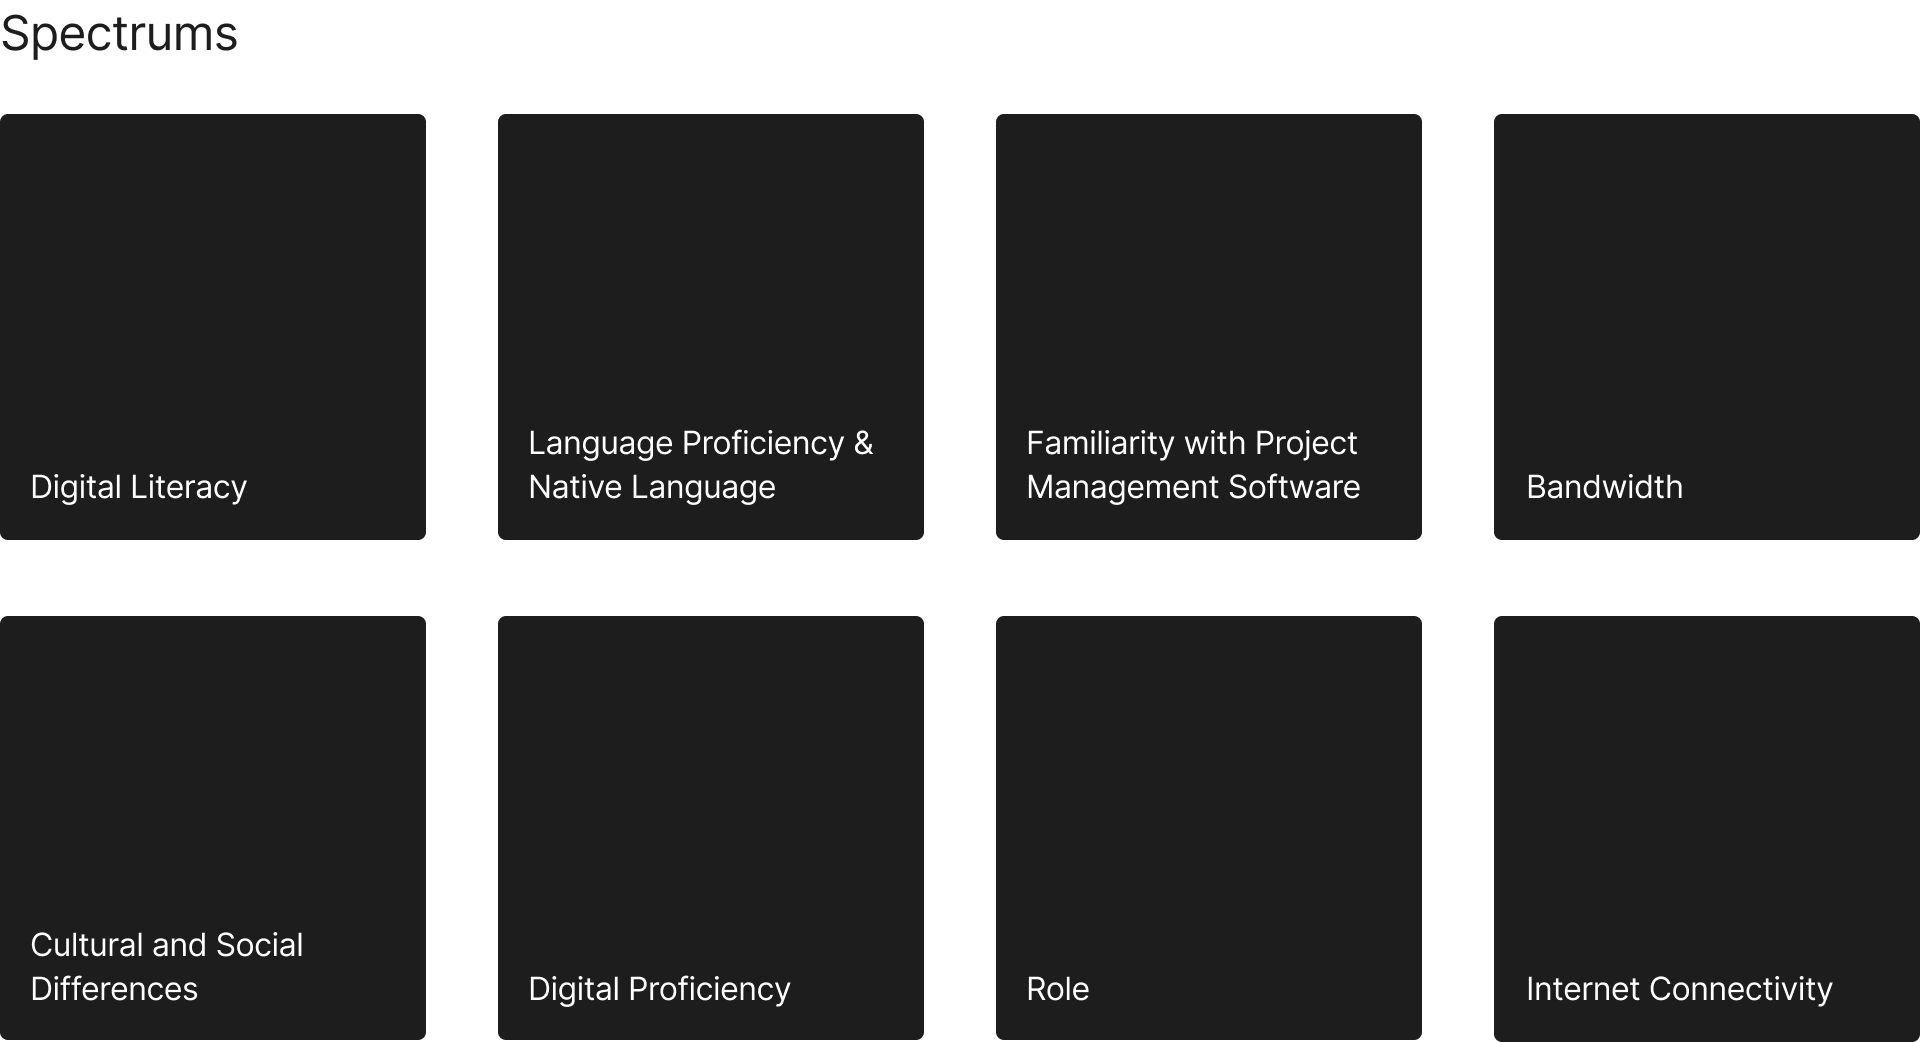 Spectrums
Digital Literacy
Language Proficiency &
Native Language
Familiarity with Project
Management Software
Bandwidth
Cultural and Social
Differences
Digital Proficiency
Role
Internet Connectivity